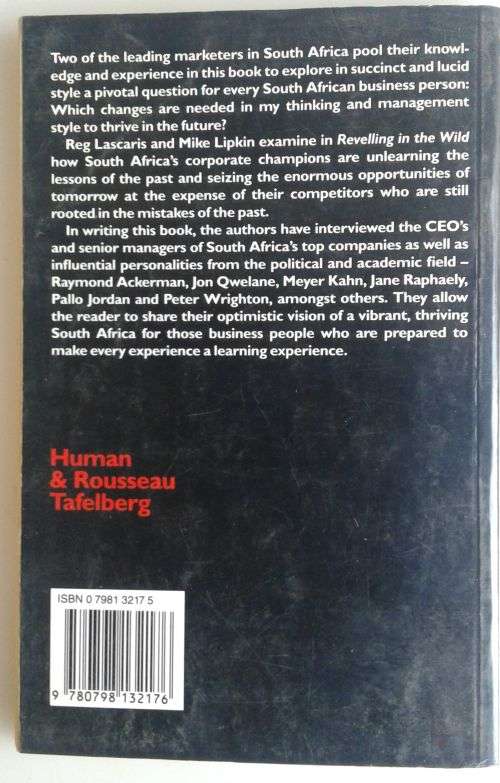 Two of the leading marketers in South Africa pool their knowl-
edge and experience in this book to explore in succinct and lucid
style a pivotal question for every South African business person:
Which changes are needed in my thinking and management
style to thrive in the future?
Reg Lascaris and Mike Lipkin examine in Revelling in the Wild
how South Africa's corporate champions are unlearning the
lessons of the past and seizing the enormous opportunities of
tomorrow at the expense of their competitors who are still
rooted in the mistakes of the past.
In writing this book, the authors have interviewed the CEO's
and senior managers of South Africa's top companies as well as
influential personalities from the political and academic field –
Raymond Ackerman, Jon Qwelane, Meyer Kahn, Jane Raphaely,
Pallo Jordan and Peter Wrighton, amongst others. They allow
the reader to share their optimistic vision of a vibrant, thriving
South Africa for those business people who are prepared to
make every experience a learning experience.
Human
& Rousseau
Tafelberg
ISBN 0 7981 3217 5
9 780798 132176